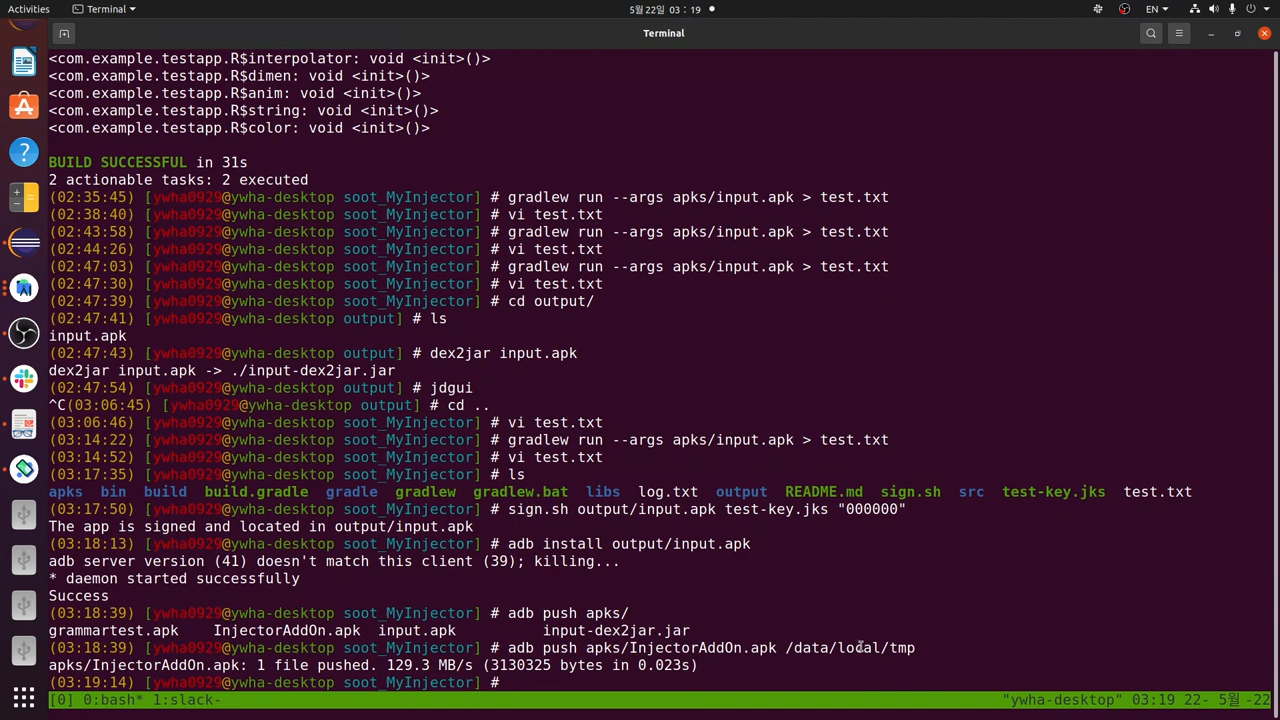 Activities
Terminal
5월 22일 03 : 19
EN
Terminal
<com.example.testapp.R$interpolator: void <init>()>
<com.example.testapp.R$dimen: void <init>()>
<com.example.testapp.R$anim: void <init>()>
<com.example.testapp.R$string: void <init>()>
<com.example.testapp.R$color: void <init>()>
BUILD SUCCESSFUL in 31s
2 actionable tasks: 2 executed
(02:35:45) [ywha0929@ywha-desktop soot_MyInjector] # gradlew run --args apks/input.apk > test.txt
(02:38:40) [ywha0929@ywha-desktop soot_MyInjector] # vi test.txt
(02:43:58) [ywha0929@ywha-desktop soot_MyInjector] # gradlew run --args apks/input.apk > test.txt
(02:44:26) [ywha0929@ywha-desktop soot_MyInjector] # vi test.txt
(02:47:03) [ywha0929@ywha-desktop soot_MyInjector] # gradlew run --args apks/input.apk > test.txt
(02:47:30) [ywha0929@ywha-desktop soot_MyInjector] # vi test.txt
(02:47:39) [ywha0929@ywha-desktop soot_MyInjector] # cd output/
(02:47:41) [ywha0929@ywha-desktop output] # ls
input.apk
(02:47:43) [ywha0929@ywha-desktop output] # dex2jar input.apk
dex2jar input.apk -> ./input-dex2jar.jar
(02:47:54) [ywha0929@ywha-desktop output] # jdgui
^C(03:06:45) [ywha0929@ywha-desktop output] # cd ..
(03:06:46) [ywha0929@ywha-desktop soot_MyInjector] # vi test.txt
(03:14:22) [ywha0929@ywha-desktop soot_MyInjector] # gradlew run --args apks/input.apk > test.txt
(03:14:52) [ywha0929@ywha-desktop soot_MyInjector] # vi test.txt
(03:17:35) [ywha0929@ywha-desktop soot_MyInjector] # ls
apks bin build build.gradle gradle gradlew gradlew.bat libs log.txt output README.md sign.sh src test-key.jks test.txt
(03:17:50) [ywha0929@ywha-desktop soot_MyInjector] # sign.sh output/input.apk test-key.jks "000000"
The app is signed and located in output/input.apk
(03:18:13) [ywha0929@ywha-desktop soot_MyInjector] # adb install output/input.apk
adb server version (41) doesn't match this client (39); killing...
* daemon started successfully
Success
(03:18:39) [ywha0929@ywha-desktop soot_MyInjector] # adb push apks/
grammartest.apk InjectorAddOn.apk input.apk input-dex2jar.jar
(03:18:39) [ywha0929@ywha-desktop soot_MyInjector] # adb push apks/InjectorAddOn.apk /data/local/tmp
apks/InjectorAddOn.apk: 1 file pushed. 129.3 MB/s (3130325 bytes in 0.023s)
(03:19:14) [ywha0929@ywha-desktop soot_MyInjector] #
[0] 0:bash* 1:slack- "ywha-desktop" 03:19 22- 5월 -22